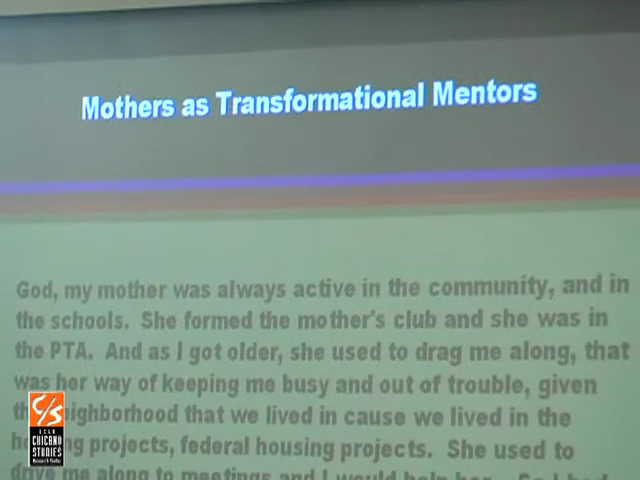 Mothers as Transformational Mentors
God, my mother was always active in the community, and in
the schools. She formed the mother's club and she was in
the PTA. And as I got older, she used to drag me along, that
was her way of keeping me busy and out of trouble, given
neighborhood that we lived in cause we lived in the
projects, federal housing projects. She used to
drive me along to meetings and I would help her. So I had
C/S
UCLA
CHICANO
STUDIES